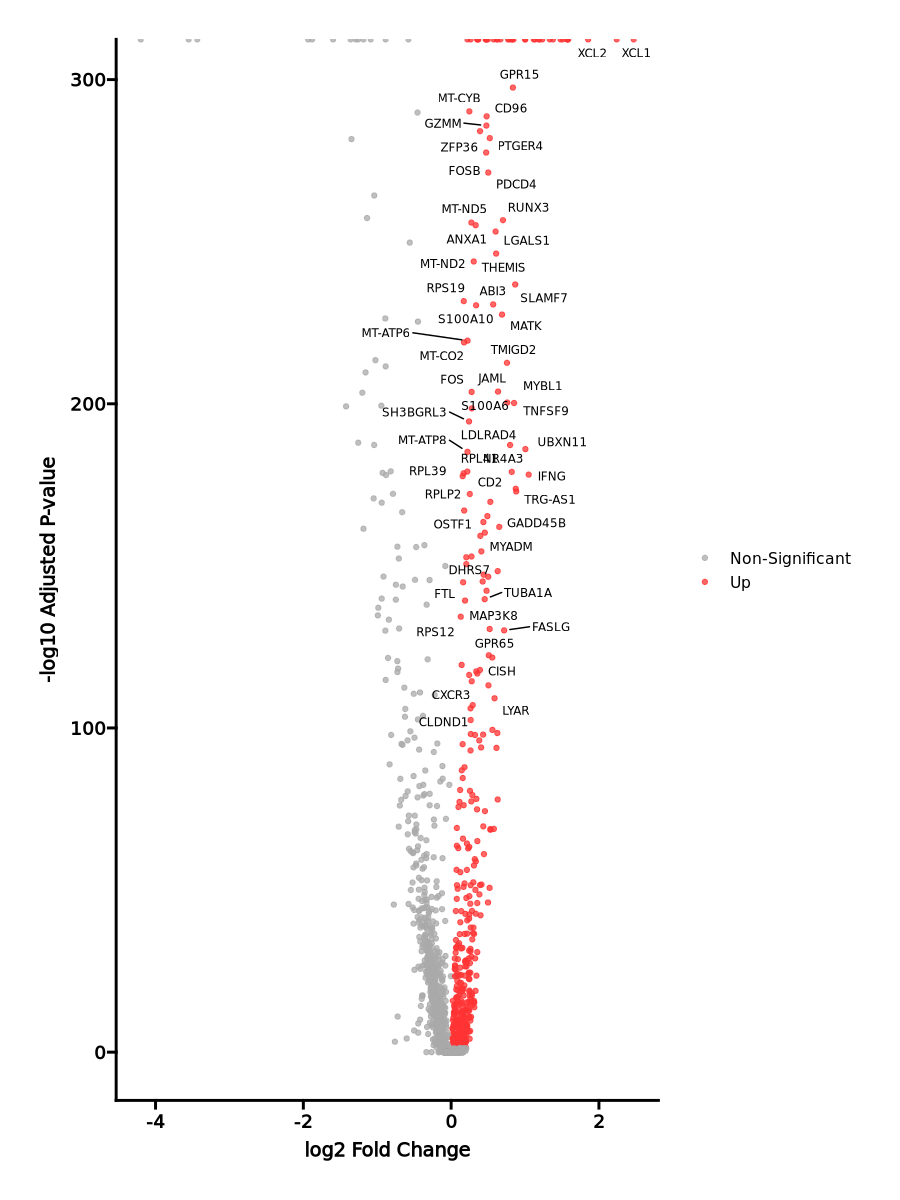 XCL2 XCL1
GPR15
MT-CYB
CD96
GZMM
ZFP36
PTGER4
FOSB
PDCD4
MT-ND5
RUNX3
ANXA1
LGALS1
MT-ND2
THEMIS
RPS19
ABI3
SLAMF7
S100A10
MATK
MT-ATP6
MT-CO2
TMIGD2
FOS
JAML
MYBL1
S100A6
SH3BGRL3
TNFSF9
LDLRAD4
MT-ATP8
UBXN11
NR4A3
RPL39
CD2
IFNG
RPLP2
TRG-AS1
OSTF1
GADD45B
MYADM
DHRS7
FTL
TUBA1A
MAP3K8
RPS12
FASLG
GPR65
CISH
CXCR3
LYAR
CLDND1
300
200
100
0
-4 -2 0 2
log2 Fold Change
-log10 Adjusted P-value
Non-Significant
Up